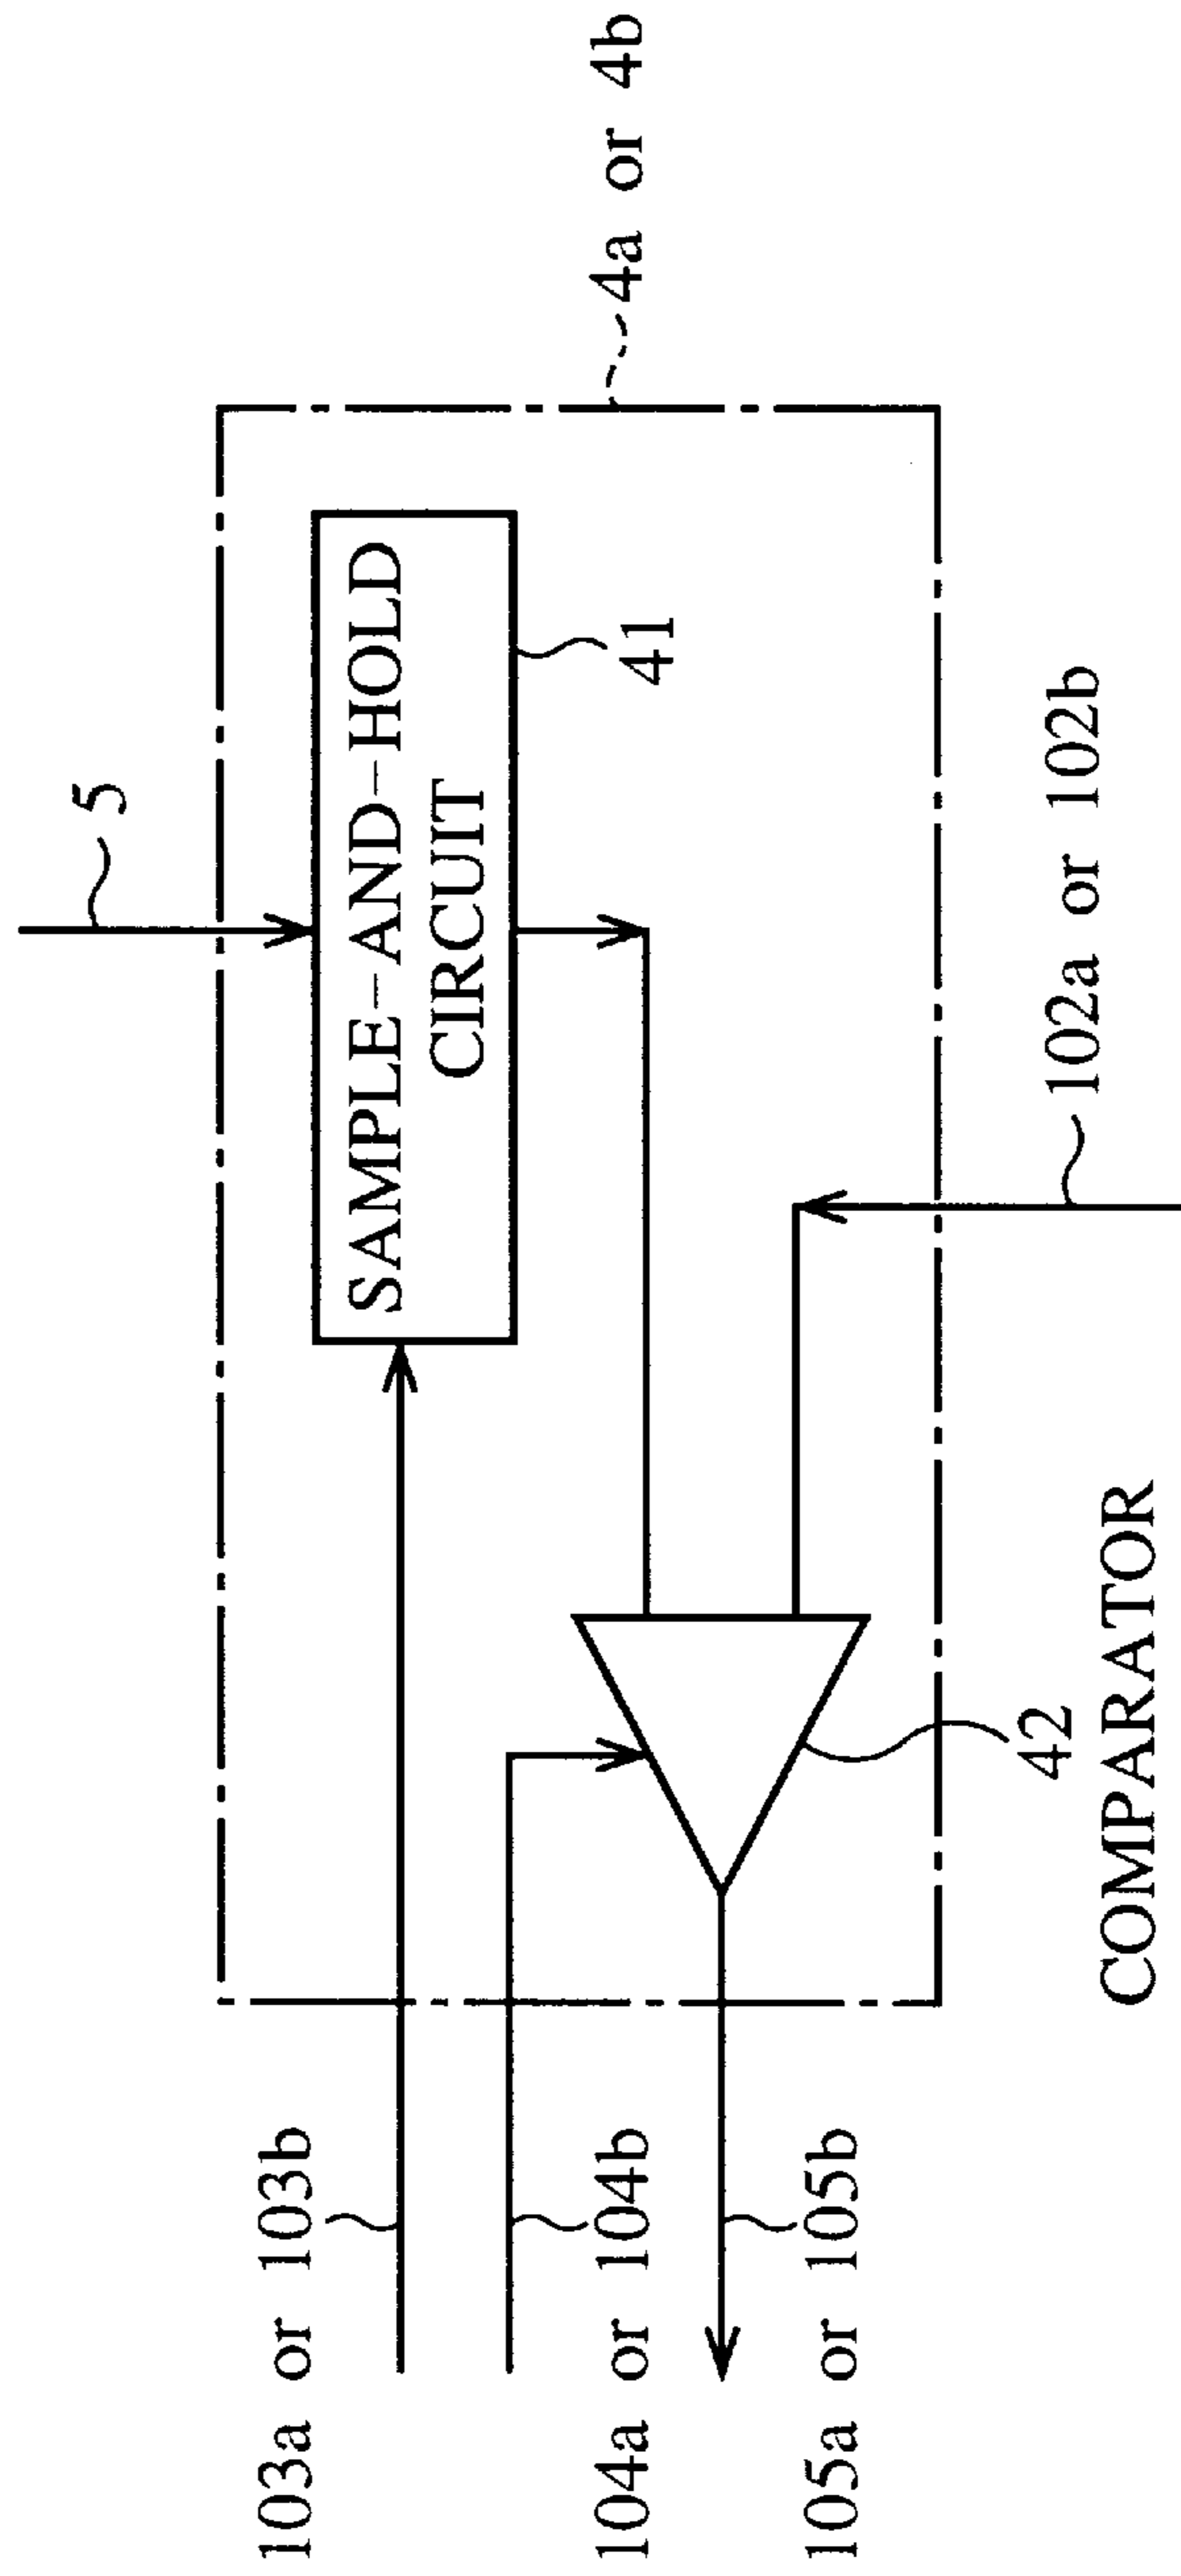 5
103a or 103b
SAMPLE-AND-HOLD
CIRCUIT
104a or 104b
41
4a or 4b
105a or 105b
42
102a or 102b
COMPARATOR